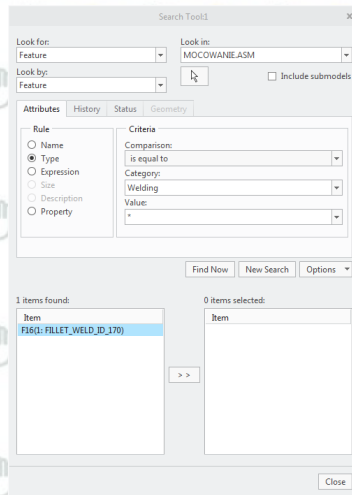 Search Tool:1
x
Look for:
Feature
Look in:
MOCOWANIE.ASM
Look by:
Feature
Include submodels
Attributes
History
Status
Geometry
Rule
Name
Type
Expression
Size
Description
Property
Criteria
Comparison:
is equal to
Category:
Welding
Value:
*
Find Now
New Search
Options
1 items found:
Item
F16(1: FILLET_WELD_ID_170)
> >
0 items selected:
Item
Close